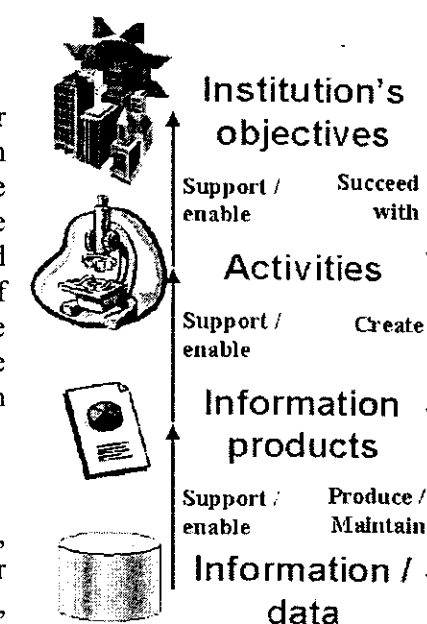 Institution's
objectives
Support / Succeed
enable with
Activities
Support / Create
enable
Information
products
Support / Produce /
enable Maintain
Information /
data